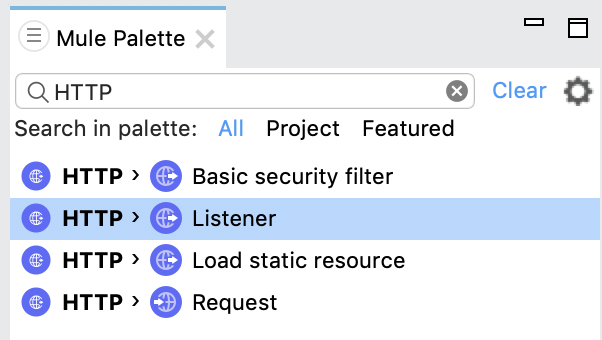 Mule Palette
HTTP Clear
Search in palette: All Project Featured
HTTP > Basic security filter
HTTP > Listener
HTTP > Load static resource
HTTP > Request